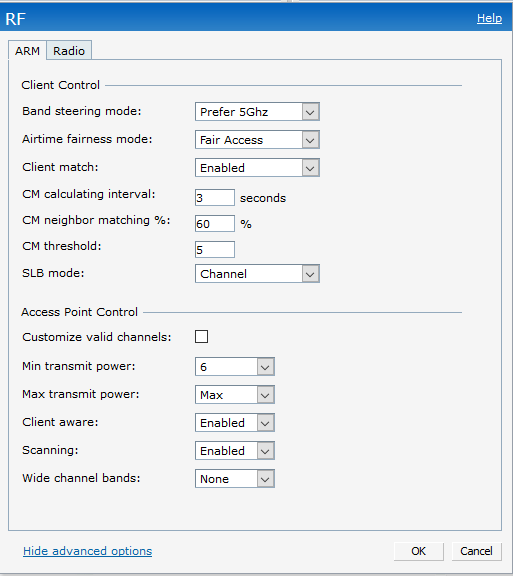 RF Help
ARM Radio
Client Control
Band steering mode: Prefer 5Ghz
Airtime fairness mode: Fair Access
Client match: Enabled
CM calculating interval: 3 seconds
CM neighbor matching %: 60 %
CM threshold: 5
SLB mode: Channel
Access Point Control
Customize valid channels:
Min transmit power: 6
Max transmit power: Max
Client aware: Enabled
Scanning: Enabled
Wide channel bands: None
Hide advanced options OK Cancel